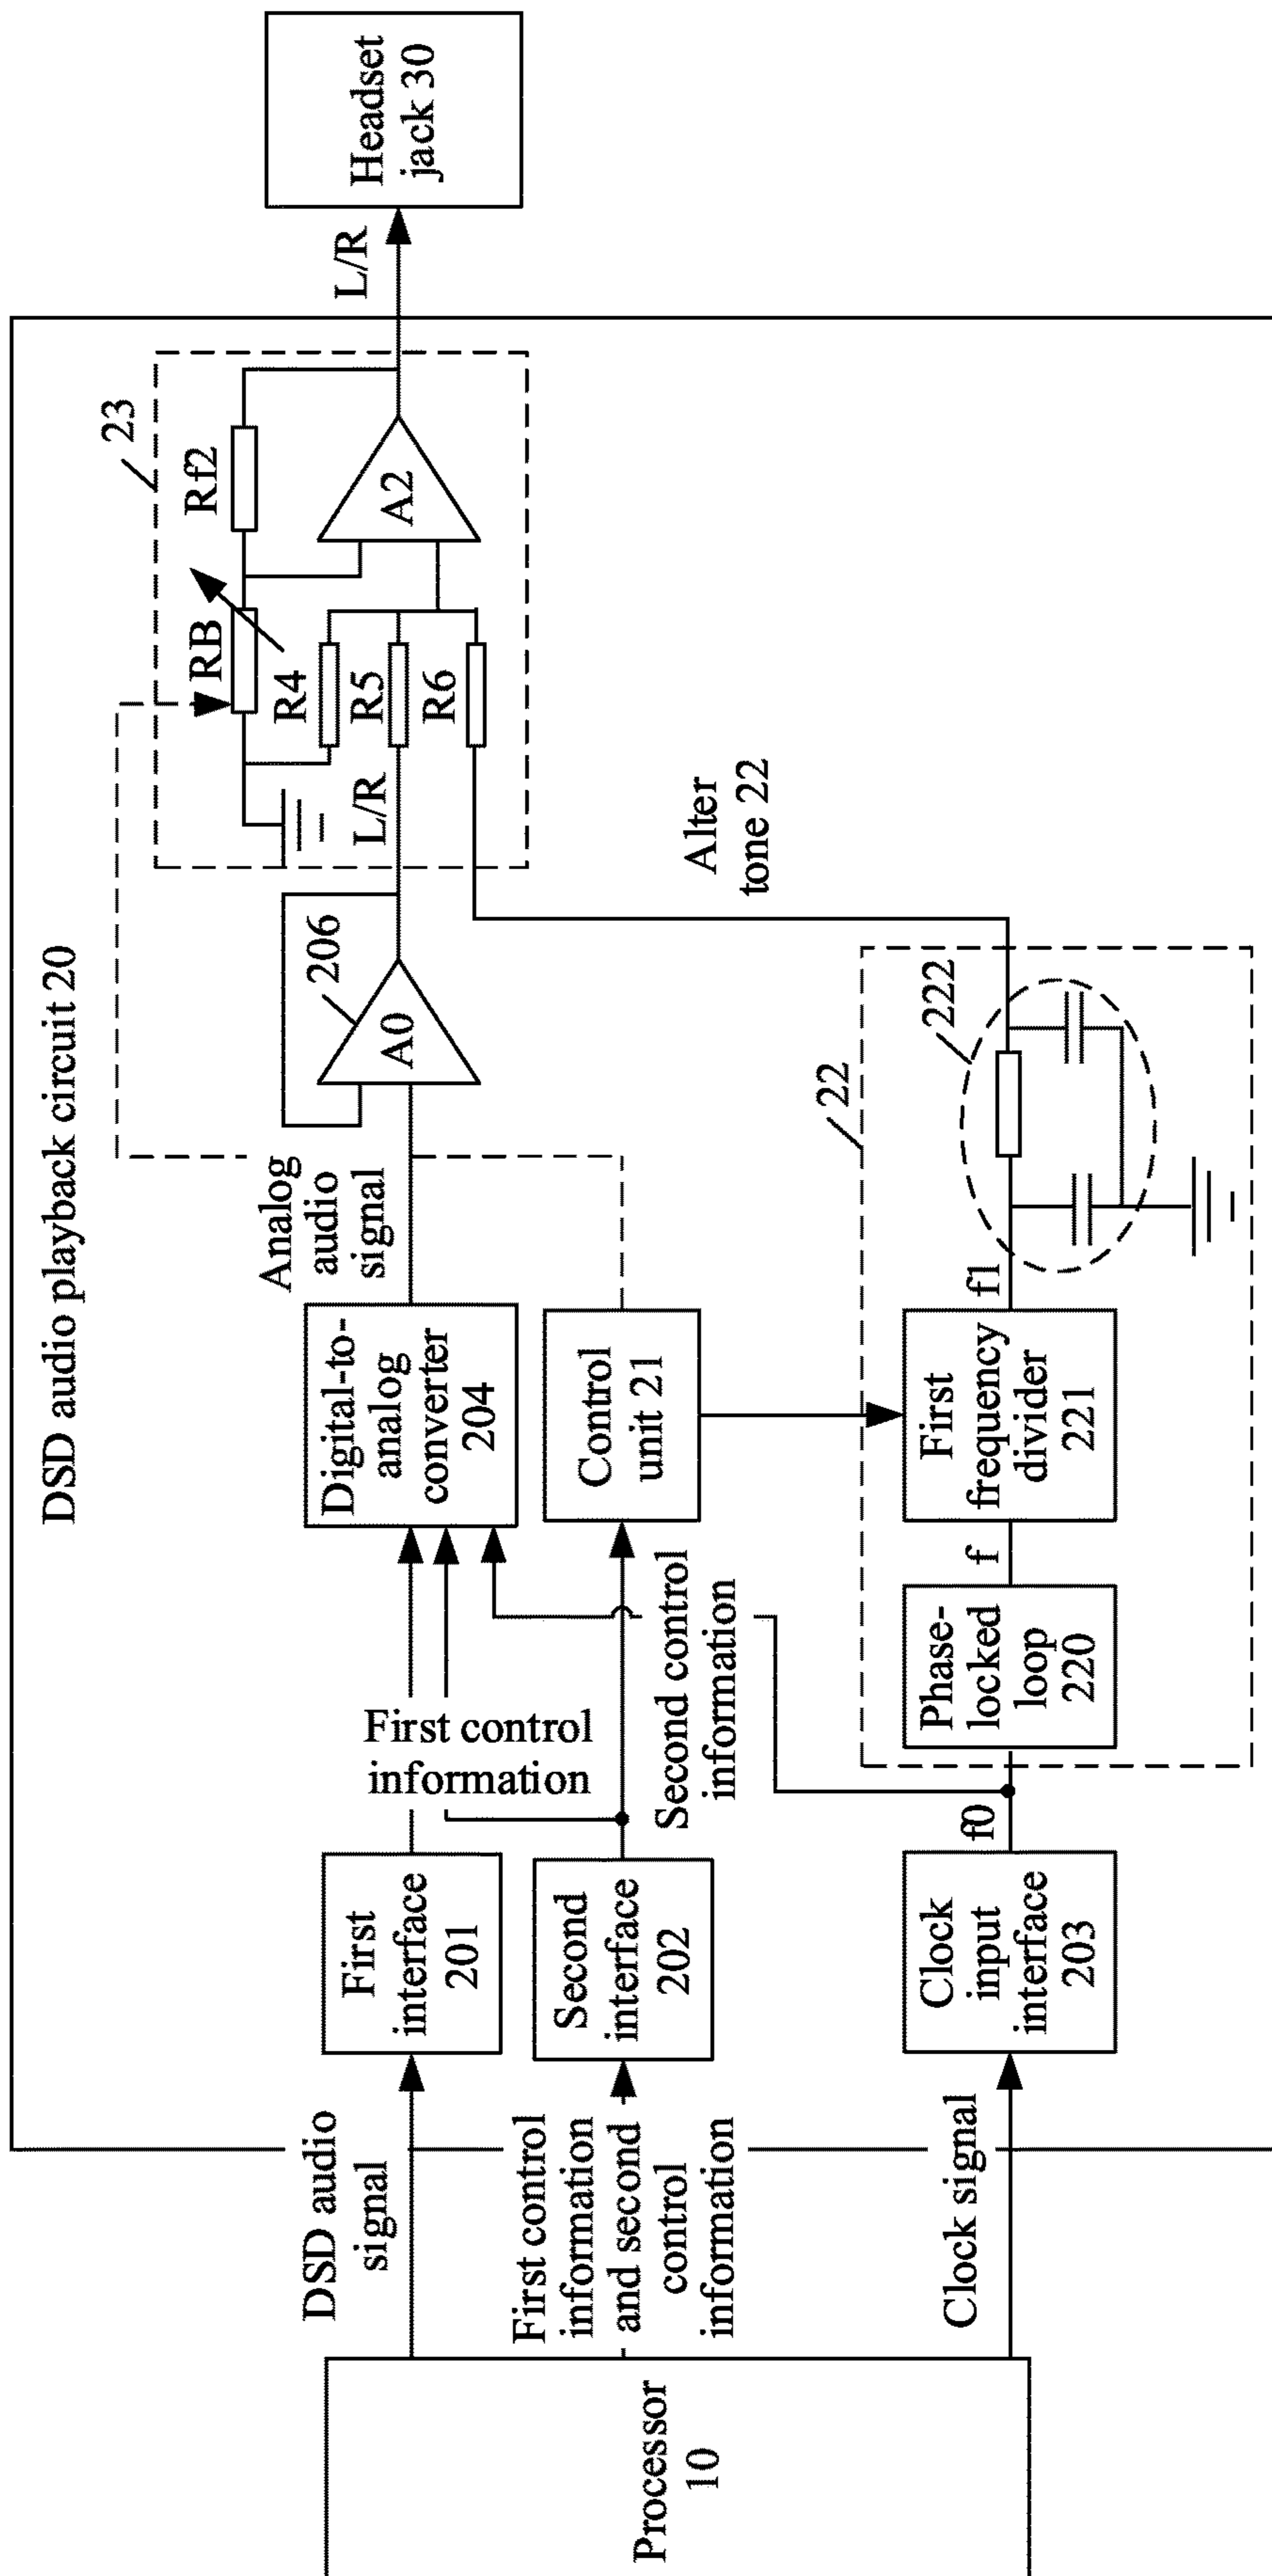 DSD audio playback circuit 20
Processor
10
DSD audio
signal
First control
information
and second
control
information
Clock signal
First
interface
201
Second
interface
202
Clock
input
interface
203
First control
information
Second control
information
f0
Digital-to-
analog
converter
204
Control
unit 21
Phase-
locked
loop
220
f
First
frequency
divider
221
f1
22
222
Analog
audio
signal
A0
206
Alter
tone 22
L/R
23
RB
Rf2
R4
R5
R6
A2
L/R
Headset
jack 30